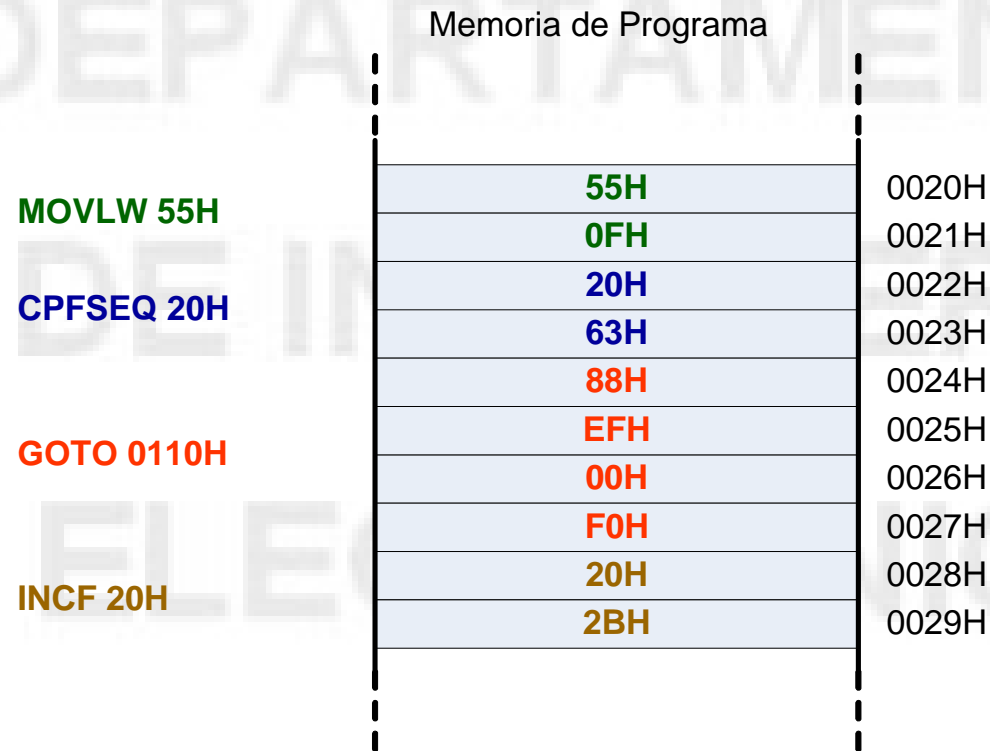 Memoria de Programa
MOVLW 55H
55H 0020H
0FH 0021H
CPFSEQ 20H
20H 0022H
63H 0023H
GOTO 0110H
88H 0024H
EFH 0025H
00H 0026H
F0H 0027H
INCF 20H
20H 0028H
2BH 0029H